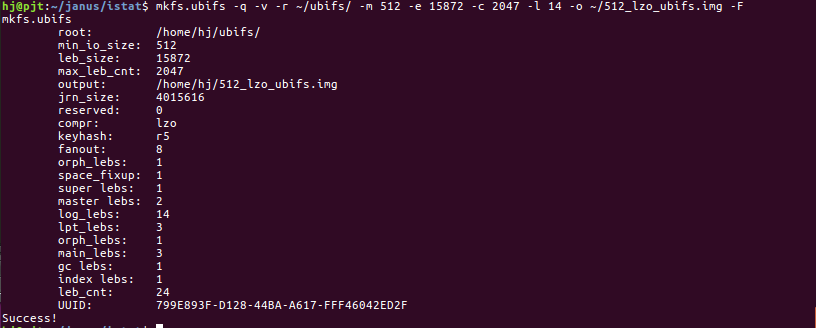 hj@pjt:~/janus/istat$ mkfs.ubifs -q -v -r ~/ubifs/ -m 512 -e 15872 -c 2047 -l 14 -o ~/512_lzo_ubifs.img -F
mkfs.ubifs
root: /home/hj/ubifs/
min_io_size: 512
leb_size: 15872
max_leb_cnt: 2047
output: /home/hj/512_lzo_ubifs.img
jrn_size: 4015616
reserved: 0
compr: lzo
keyhash: r5
fanout: 8
orph_lebs: 1
space_fixup: 1
super lebs: 1
master lebs: 2
log_lebs: 14
lpt_lebs: 3
orph_lebs: 1
main_lebs: 3
gc lebs: 1
index lebs: 1
leb_cnt: 24
UUID: 799E893F-D128-44BA-A617-FFF46042ED2F
Success!